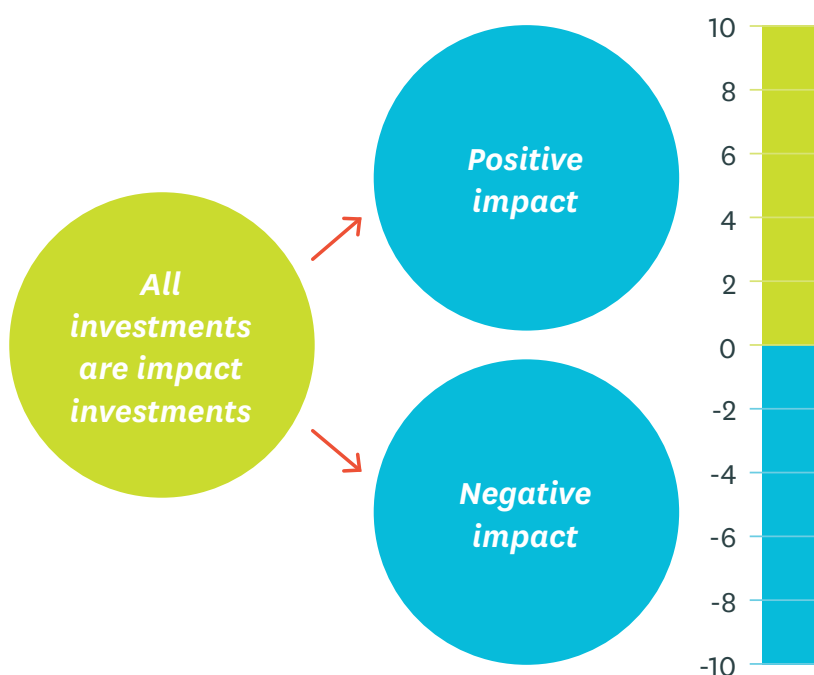 All
investments
are impact
investments
Positive
impact
Negative
impact
10
8
6
4
2
0
-2
-4
-6
-8
-10